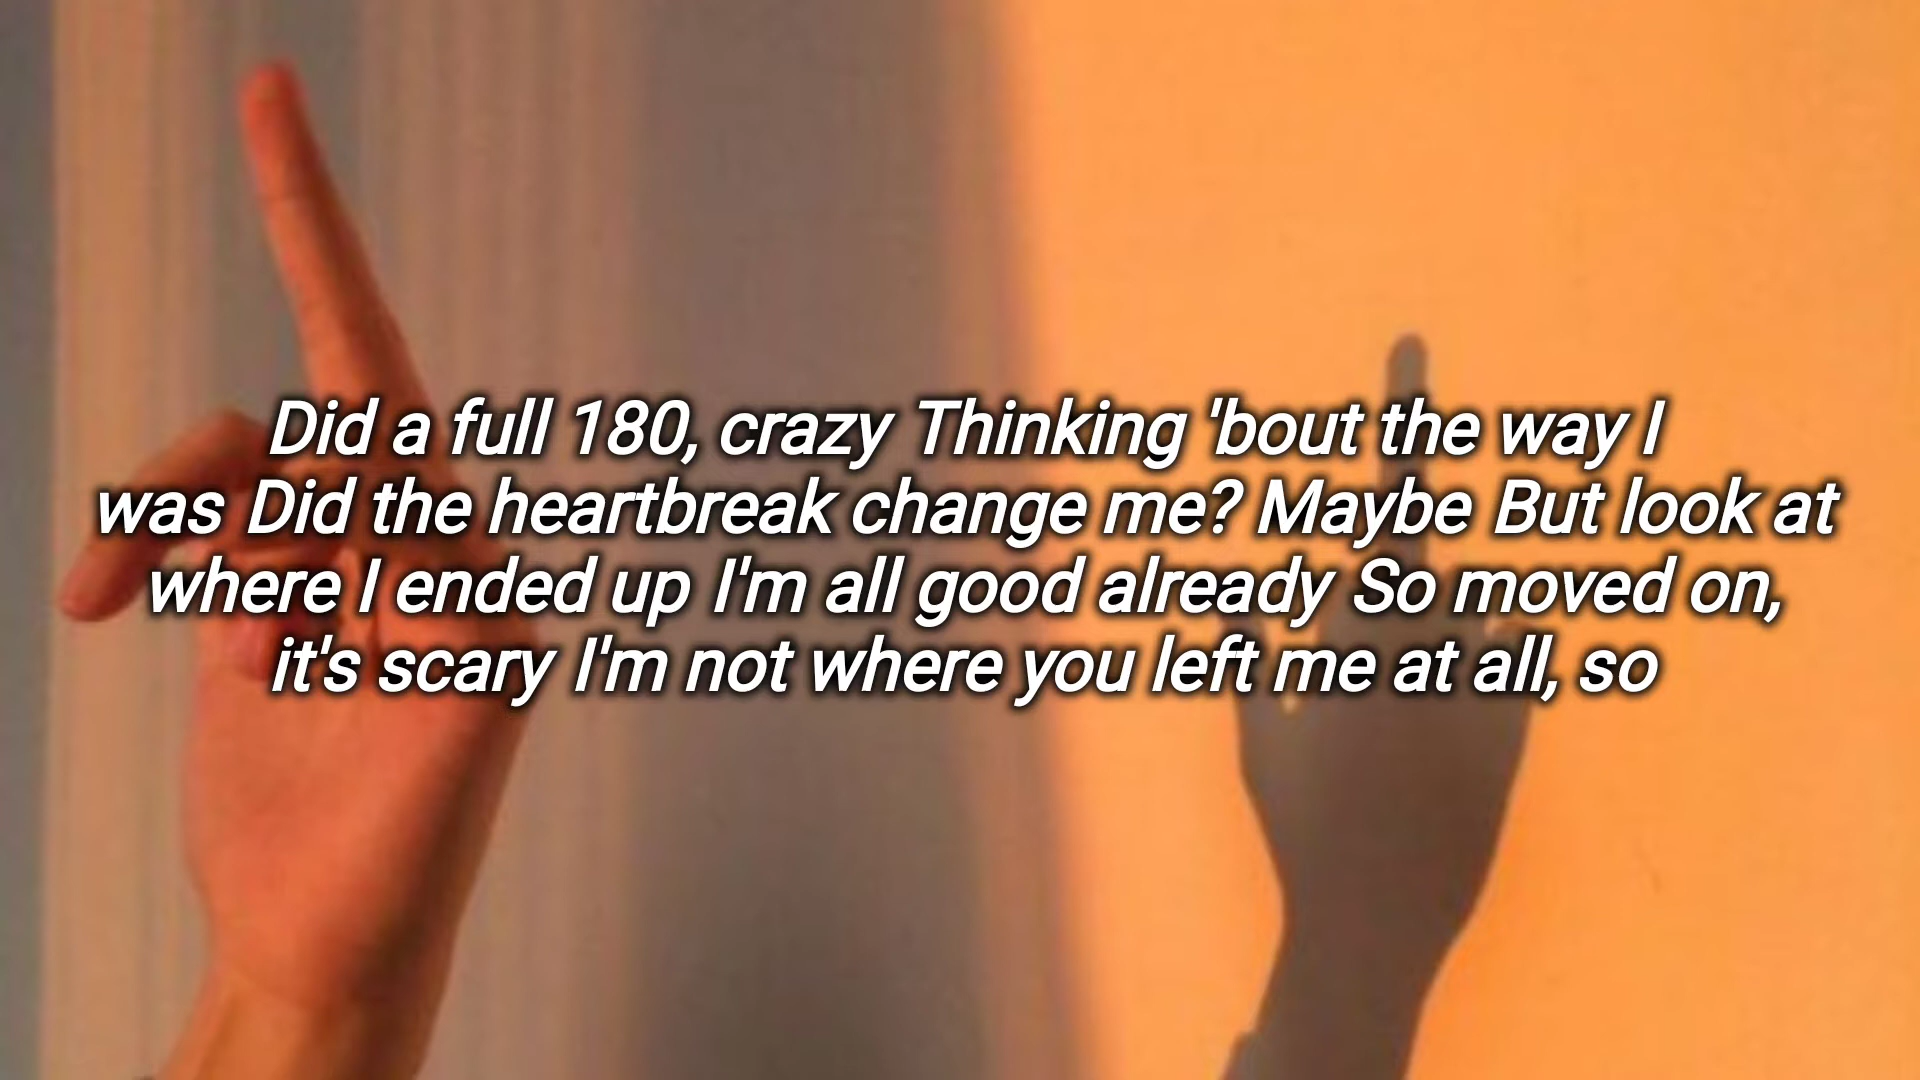 Did a full 180, crazy Thinking 'bout the way I
was Did the heartbreak change me? Maybe But look at
where I ended up I'm all good already So moved on,
it's scary I'm not where you left me at all, so